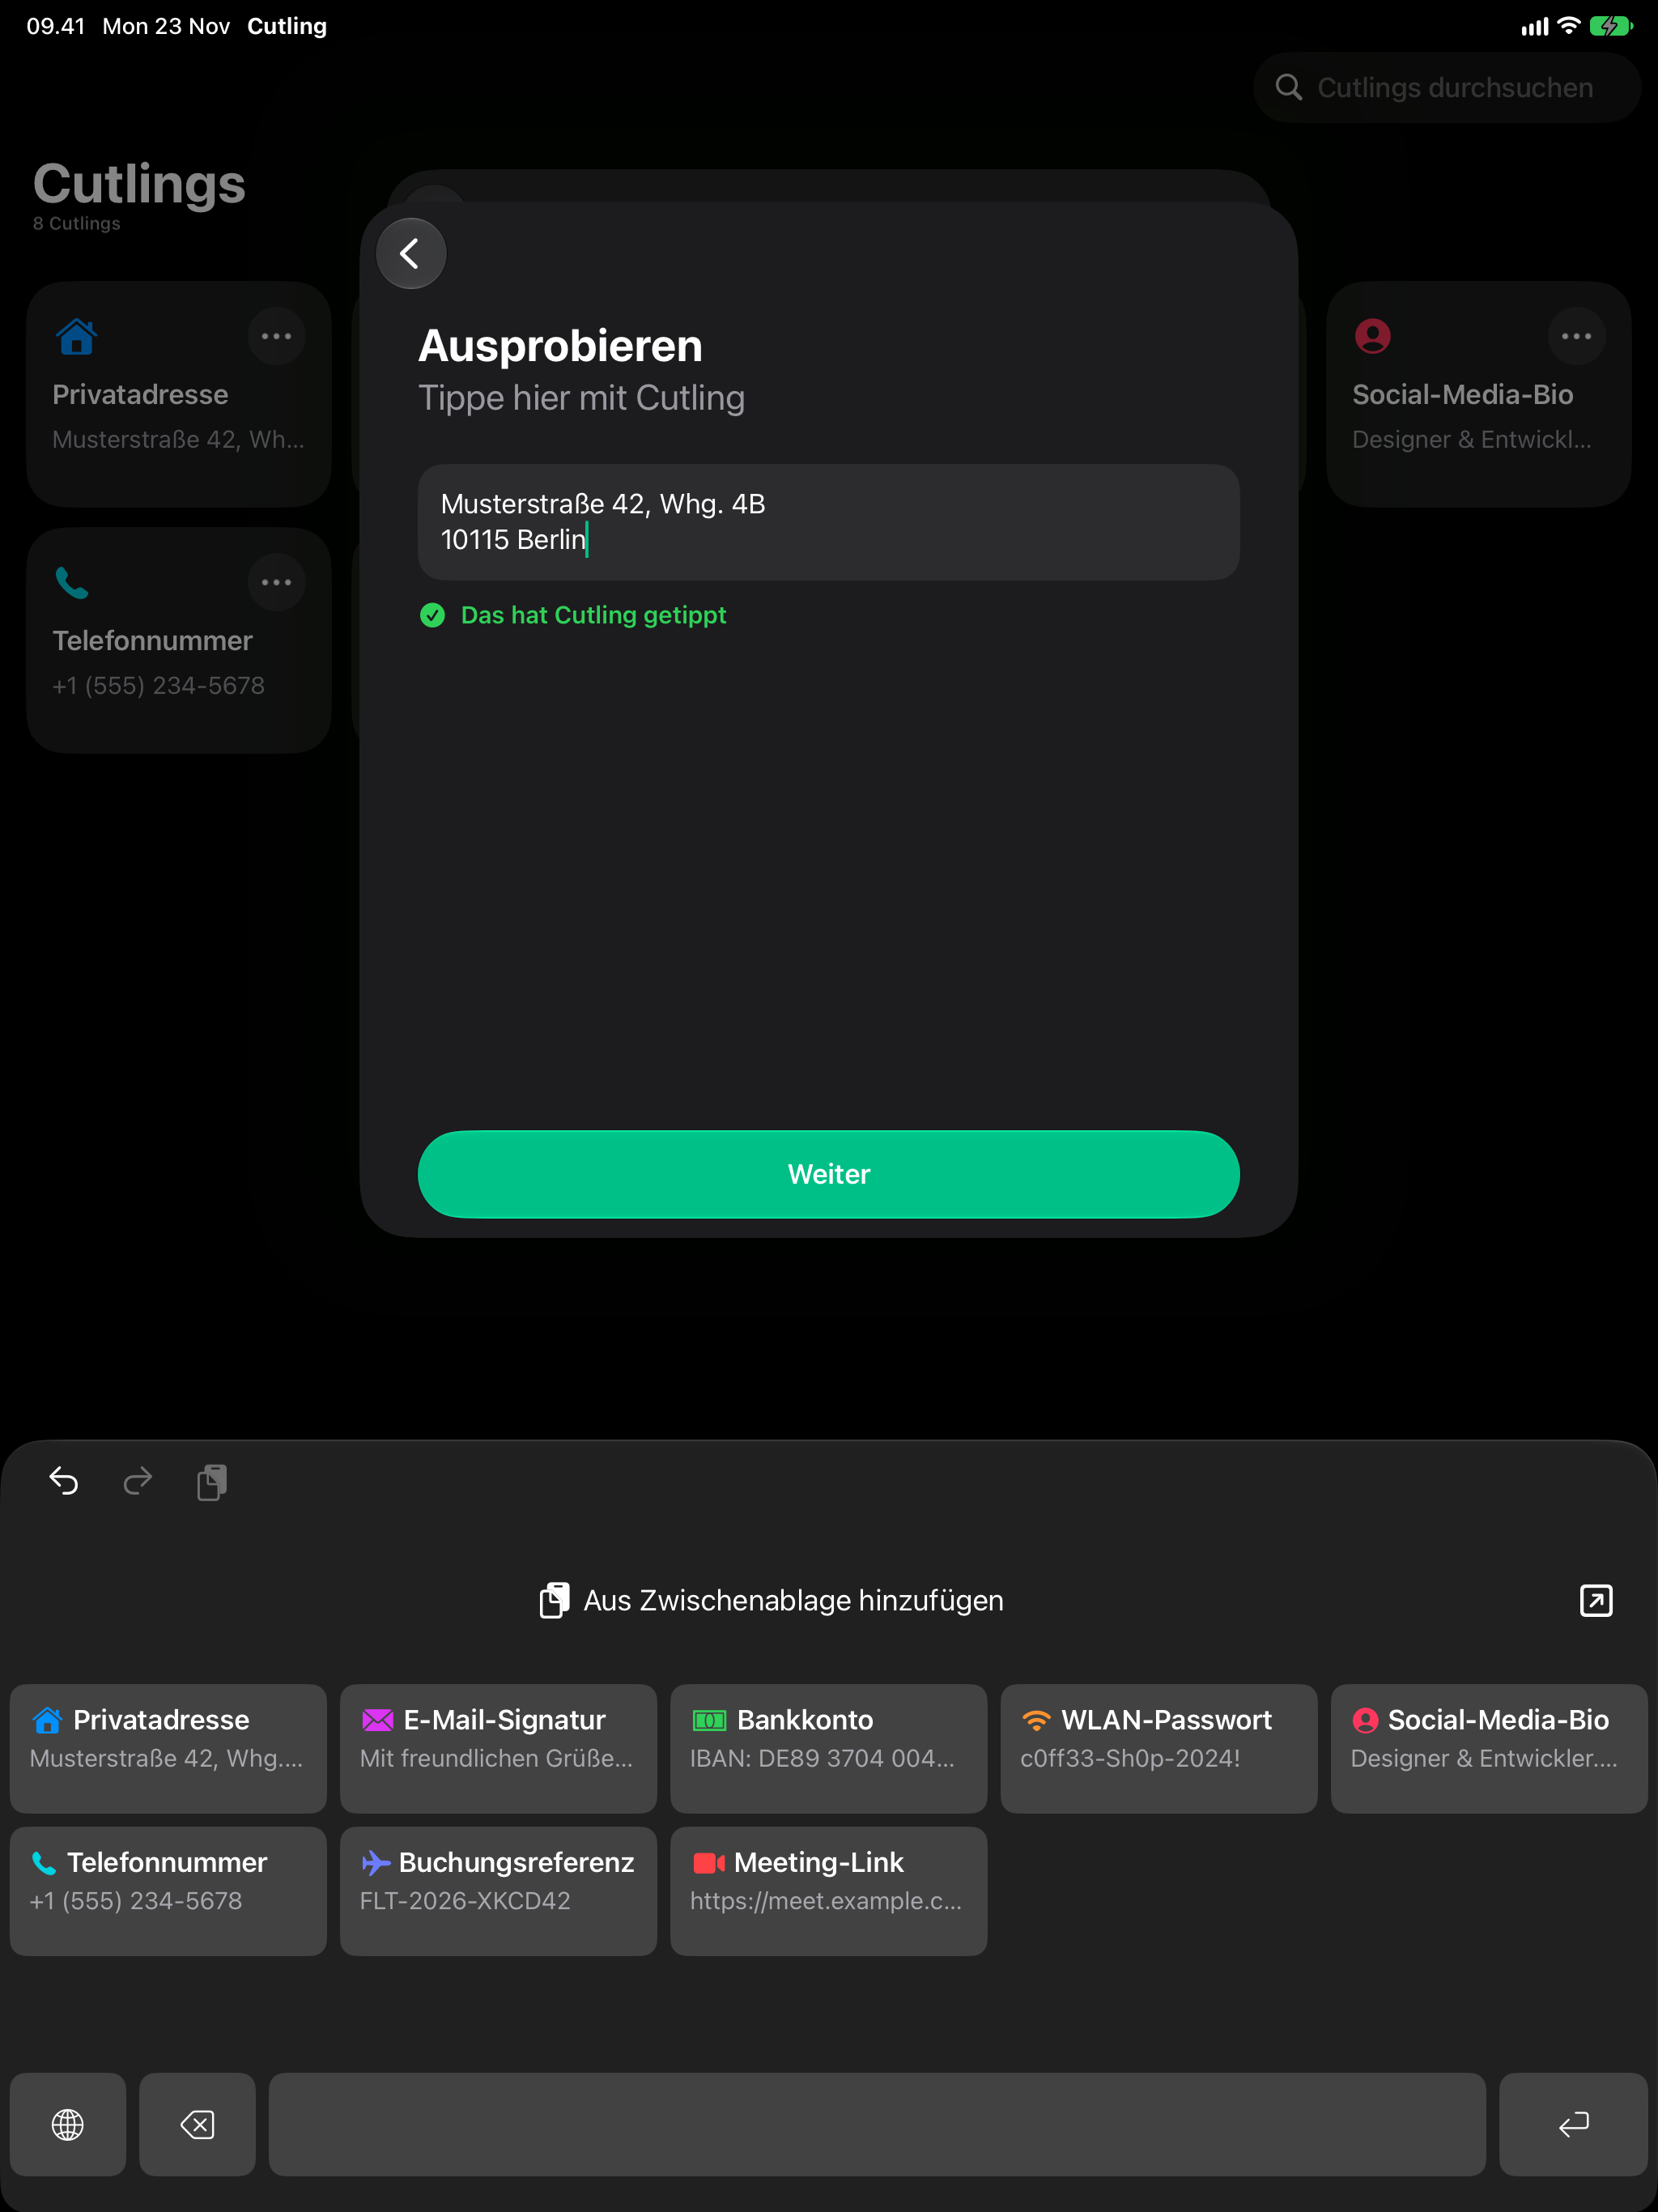 09.41 Mon 23 Nov Cutling
Cutlings durchsuchen
Cutlings
8 Cutlings
Privatadresse
Musterstraße 42, Wh...
Social-Media-Bio
Designer & Entwickl...
Telefonnummer
+1 (555) 234-5678
Ausprobieren
Tippe hier mit Cutling
Musterstraße 42, Whg. 4B
10115 Berlin
Das hat Cutling getippt
Weiter
Aus Zwischenablage hinzufügen
Privatadresse
Musterstraße 42, Whg....
E-Mail-Signatur
Mit freundlichen Grüße...
Bankkonto
IBAN: DE89 3704 004...
WLAN-Passwort
c0ff33-Sh0p-2024!
Social-Media-Bio
Designer & Entwickler....
Telefonnummer
+1 (555) 234-5678
Buchungsreferenz
FLT-2026-XKCD42
Meeting-Link
https://meet.example.c...